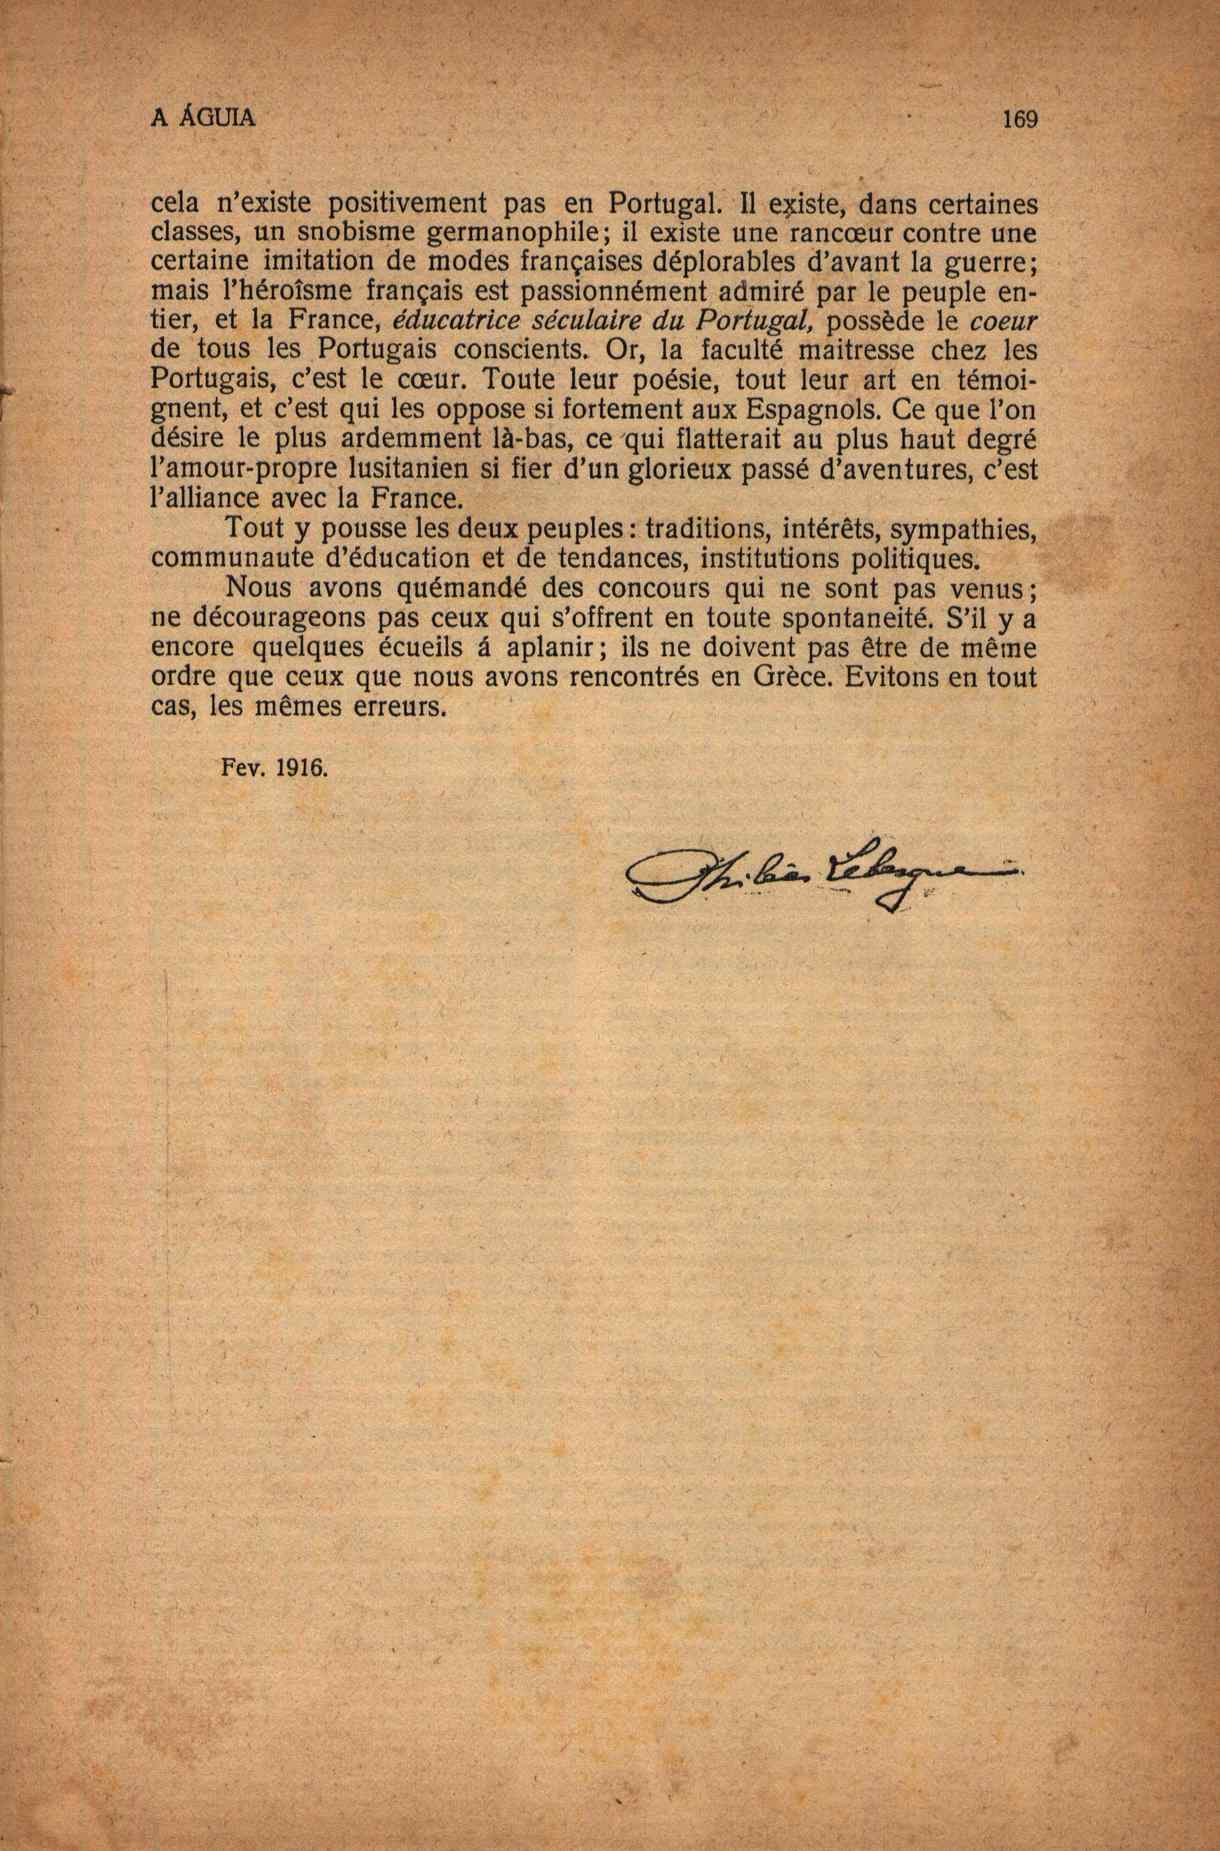 A ÁGUIA 169
cela n'existe positivement pas en Portugal. Il existe, dans certaines
classes, un snobisme germanophile; il existe une rancœur contre une
certaine imitation de modes françaises déplorables d'avant la guerre;
mais l'héroîsme français est passionnément admiré par le peuple en-
tier, et la France, éducatrice séculaire du Portugal, possède le coeur
de tous les Portugais conscients. Or, la faculté maitresse chez les
Portugais, c'est le cœur. Toute leur poésie, tout leur art en témoi-
gnent, et c'est qui les oppose si fortement aux Espagnols. Ce que l'on
désire le plus ardemment là-bas, ce qui flatterait au plus haut degré
l'amour-propre lusitanien si fier d'un glorieux passé d'aventures, c'est
l'alliance avec la France.
Tout y pousse les deux peuples : traditions, intérêts, sympathies,
communaute d'éducation et de tendances, institutions politiques.
Nous avons quémandé des concours qui ne sont pas venus;
ne décourageons pas ceux qui s'offrent en toute spontaneité. S'il y a
encore quelques écueils á aplanir; ils ne doivent pas être de même
ordre que ceux que nous avons rencontrés en Grèce. Evitons en tout
cas, les mêmes erreurs.
Fev. 1916.
Philéas Lebesgue